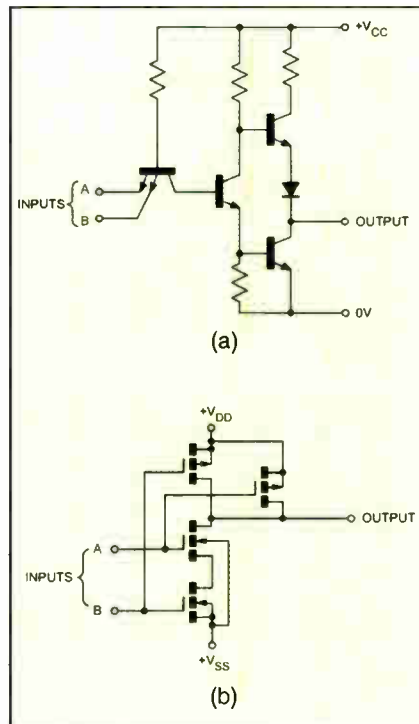 +VCC
A
INPUTS
B
OUTPUT
0V
(a)
+VDD
OUTPUT
A
INPUTS
B
+VSS
(b)